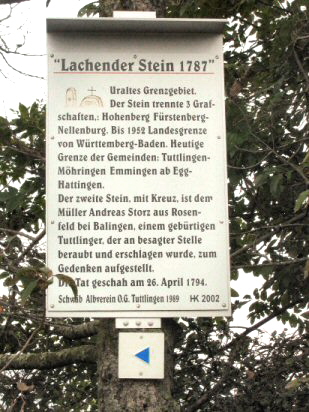 "Lachender Stein 1787"
Uraltes Grenzgebiet.
Der Stein trennte 3 Graf-
schaften.: Hohenberg Fürstenberg-
Nellenburg. Bis 1952 Landesgrenze
von Württemberg-Baden. Heutige
Grenze der Gemeinden: Tuttlingen-
Möhringen Emmingen ab Egg-
Hattingen.
Der zweite Stein, mit Kreuz, ist dem
Müller Andreas Storz aus Rosen-
feld bei Balingen, einem gebürtigen
Tuttlinger, der an besagter Stelle
beraubt und erschlagen wurde, zum
Gedenken aufgestellt.
Die Tat geschah am 26. April 1794.
Schwäb Albverein O.G. Tuttlingen 1989 HK 2002